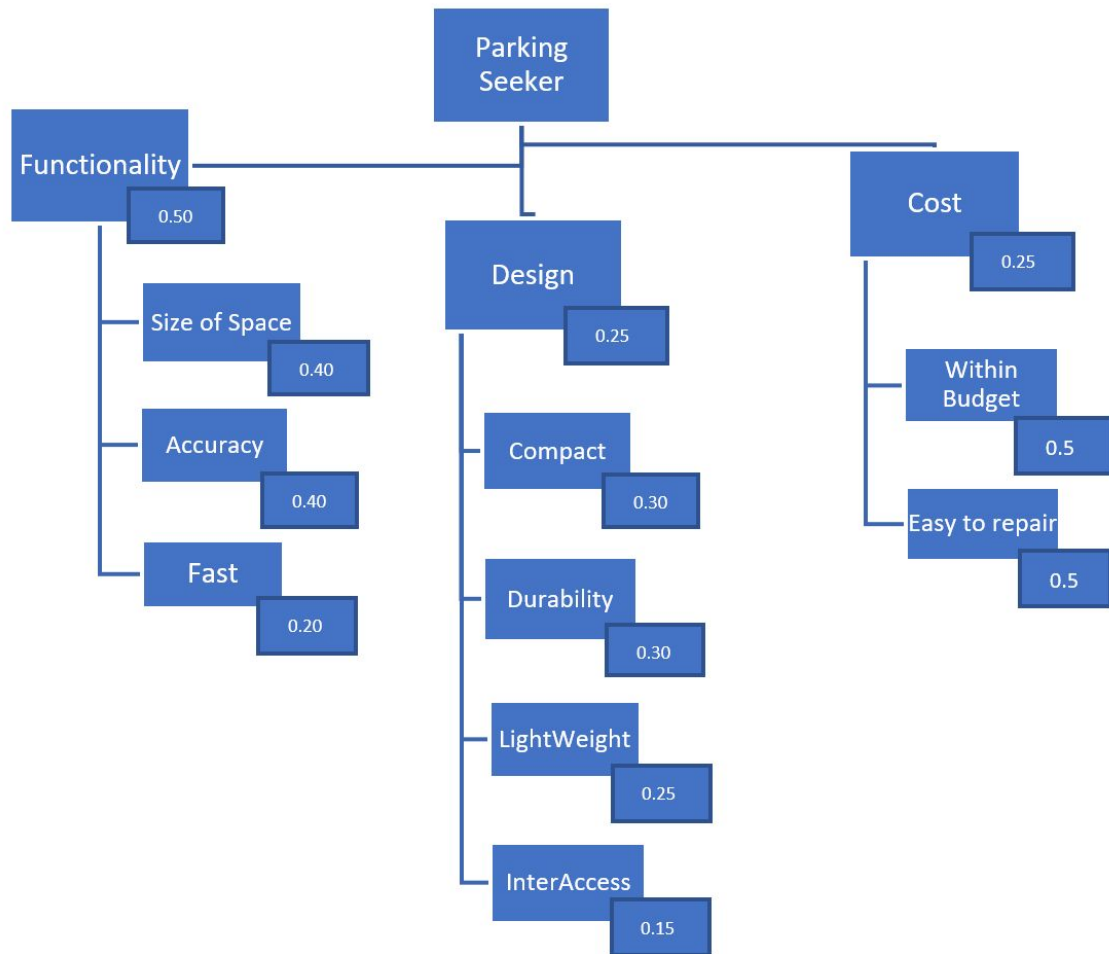 Parking
Seeker
Functionality
0.50
Size of Space
0.40
Accuracy
0.40
Fast
0.20
Design
0.25
Compact
0.30
Durability
0.30
LightWeight
0.25
InterAccess
0.15
Cost
0.25
Within
Budget
0.5
Easy to repair
0.5